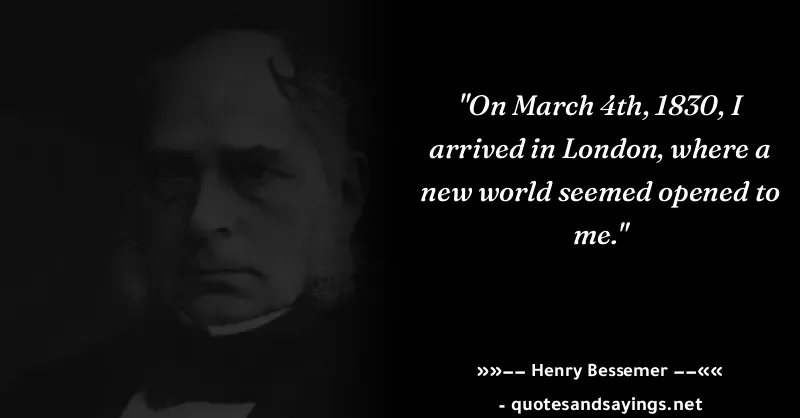 "On March 4th, 1830, I
arrived in London, where a
new world seemed opened to
me."
»»−− Henry Bessemer −−««
- quotesandsayings.net